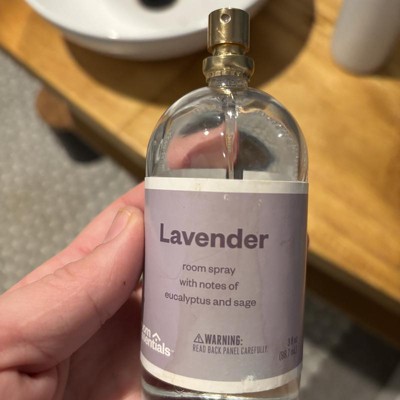 Lavender
room spray
with notes of
eucalyptus and sage
⚠WARNING:
READ BACK PANEL CAREFULLY.